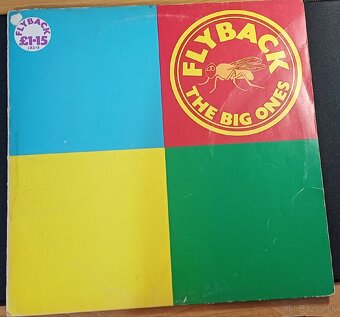 FLYBACK
£1·15
FLYBACK
THE BIG ONES